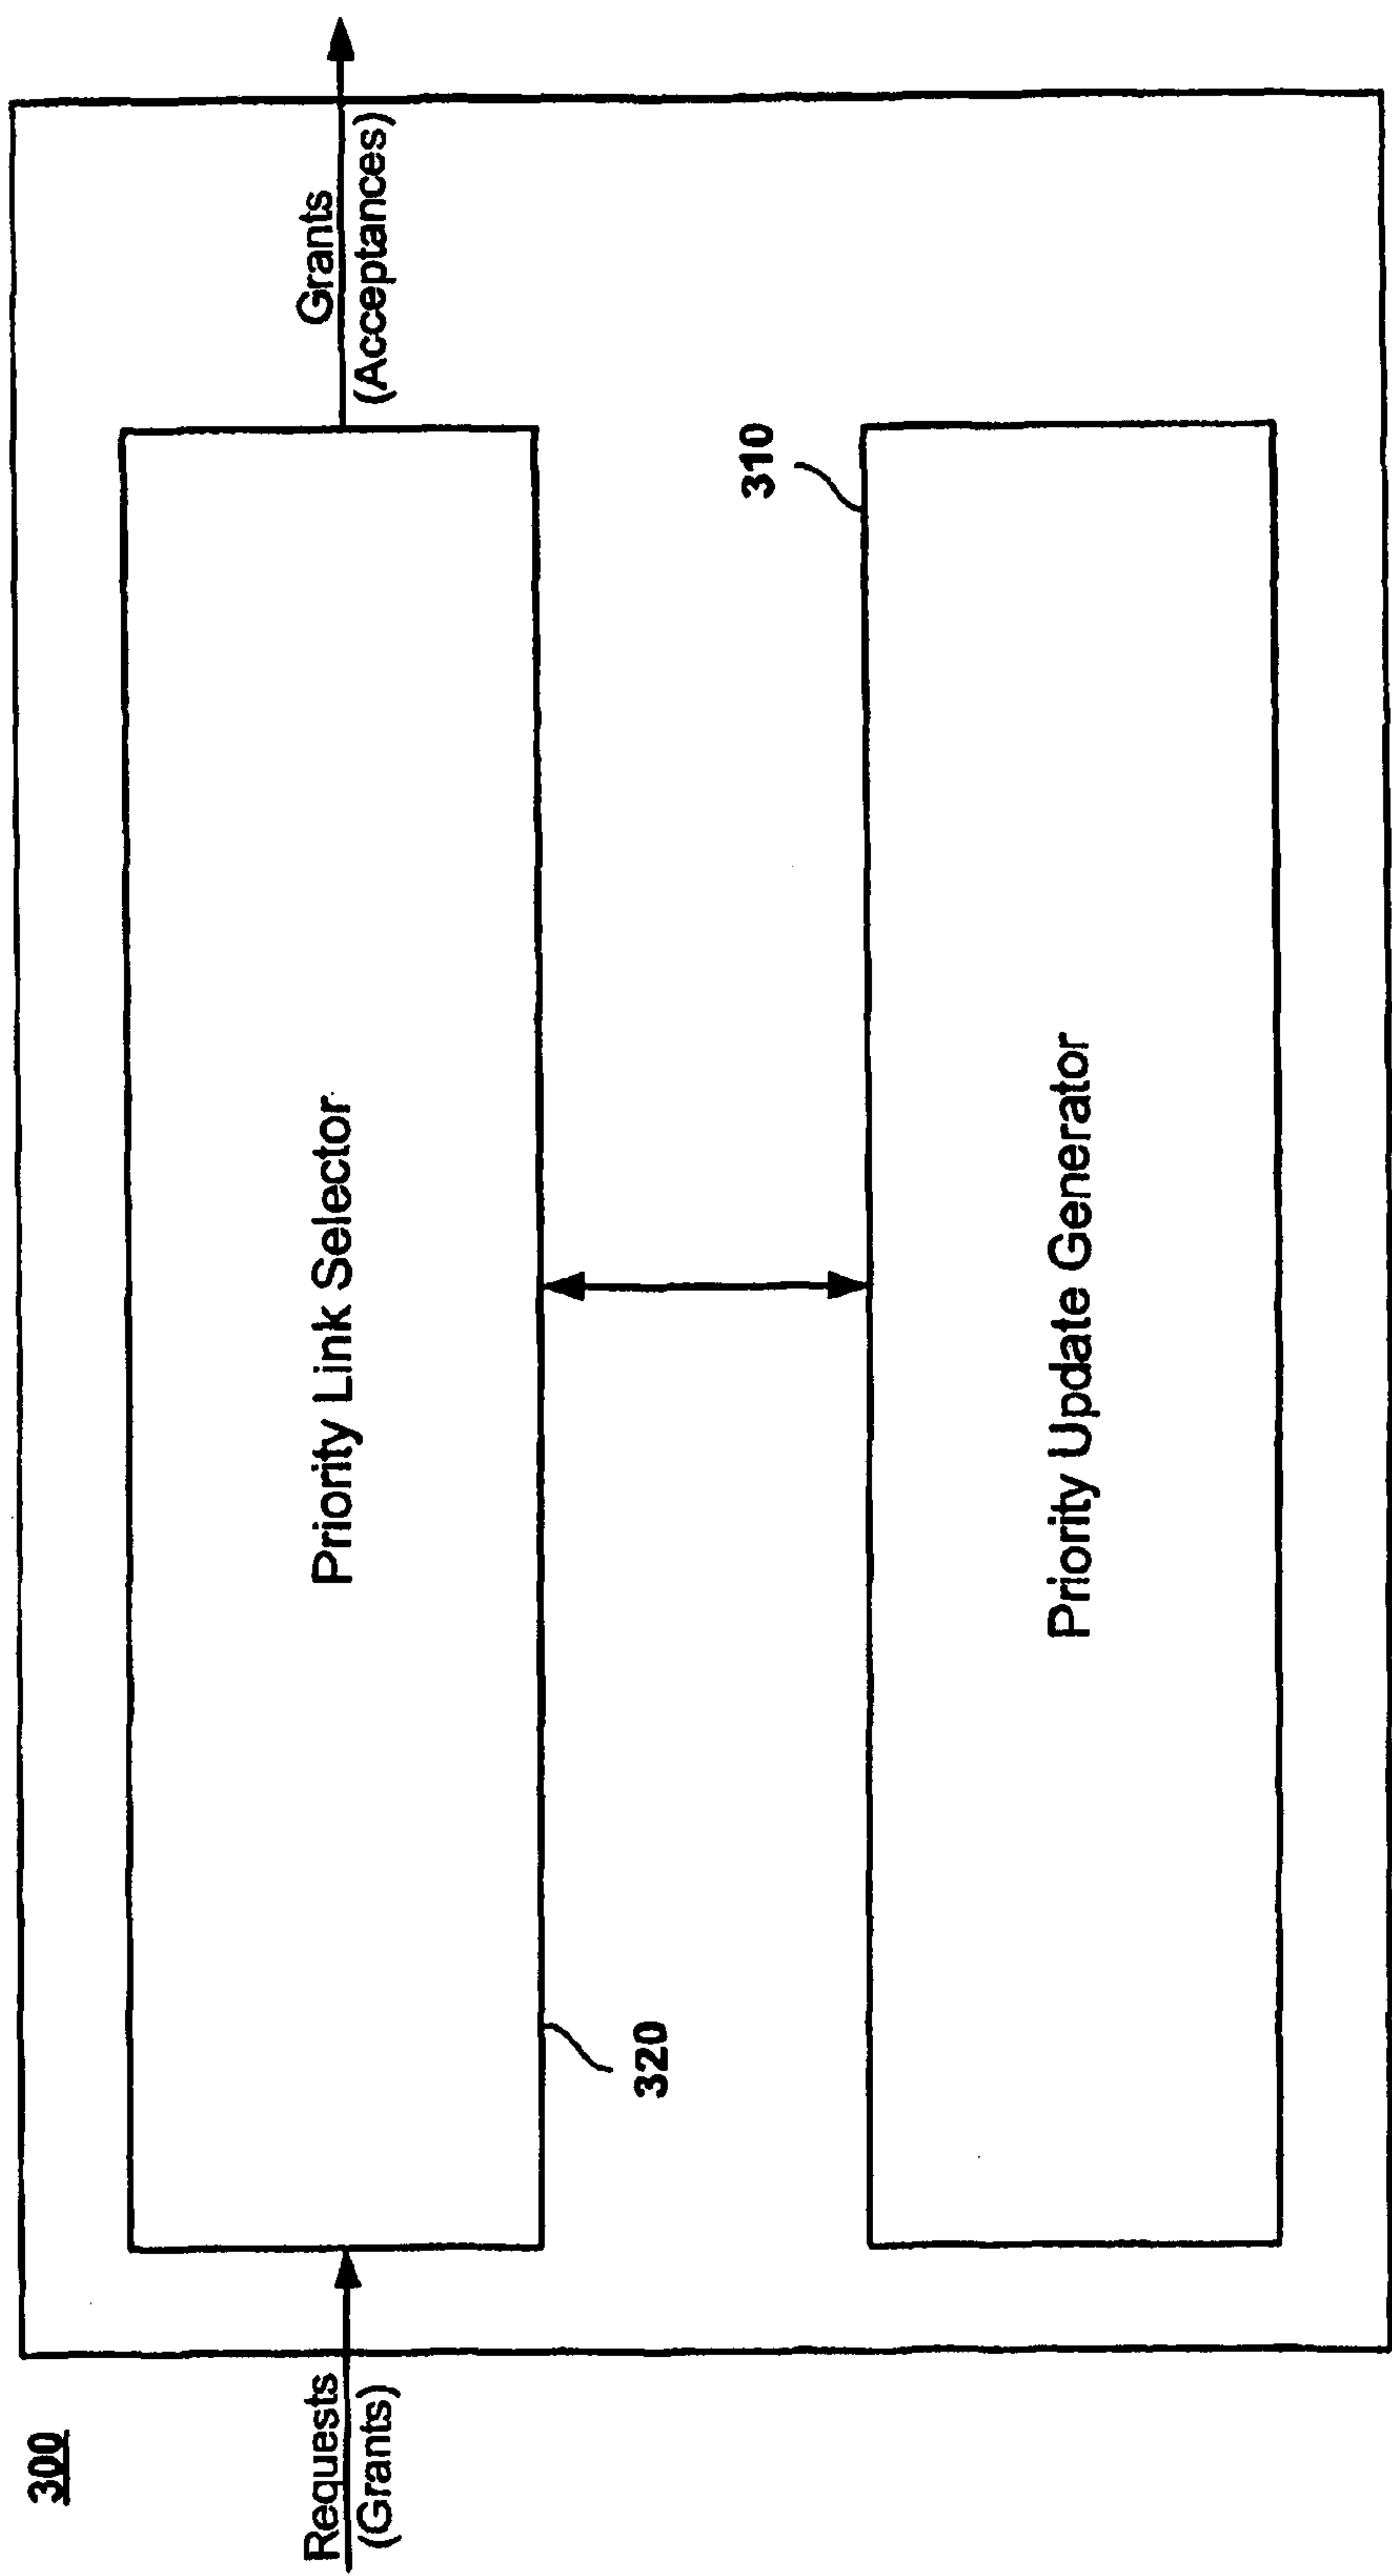 300
Requests
(Grants)
Priority Link Selector
Grants
(Acceptances)
320
310
Priority Update Generator